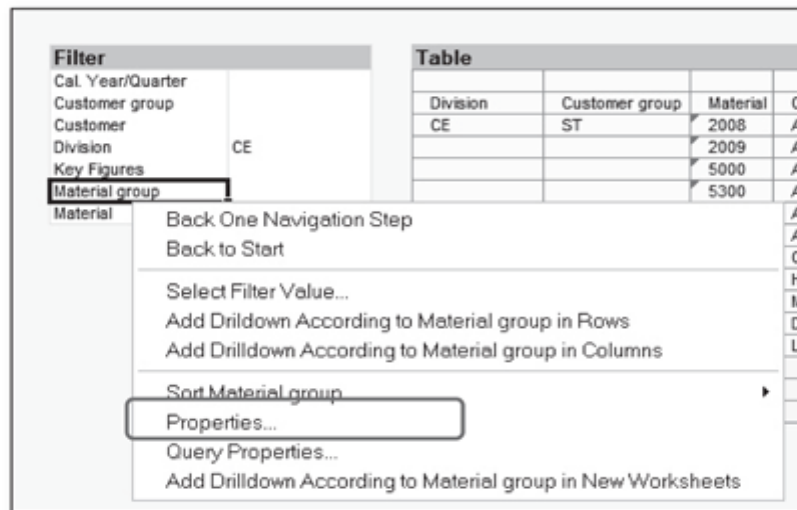 Filter
Cal. Year/Quarter
Customer group
Customer
Division CE
Key Figures
Material group
Material
Table
Division Customer group Material
CE ST 2008
2009
5000
5300
Back One Navigation Step
Back to Start
Select Filter Value...
Add Drildown According to Material group in Rows
Add Drilldown According to Material group in Columns
Sort Material group
Properties...
Query Properties...
Add Drilldown According to Material group in New Worksheets